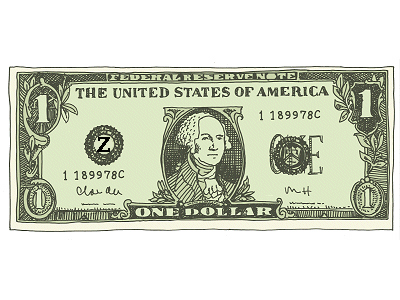 FEDERAL RESERVE NOTE
THE UNITED STATES OF AMERICA
1 1
1 189978C
Z ONE
1 189978C
1 1
ONE DOLLAR